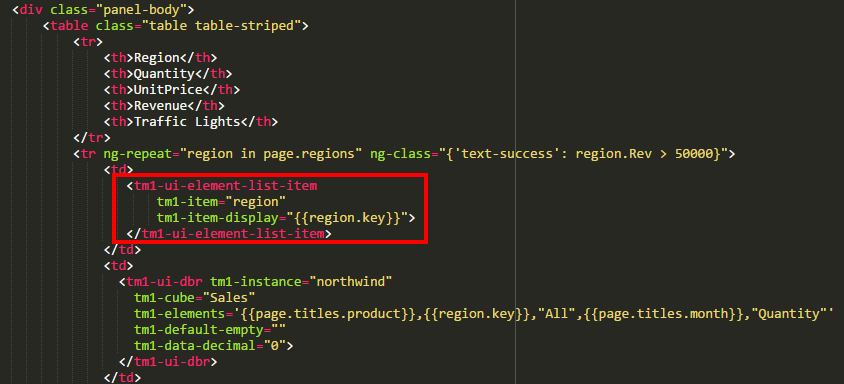 <div class="panel-body">
<table class="table table-striped">
<tr>
<th>Region</th>
<th>Quantity</th>
<th>UnitPrice</th>
<th>Revenue</th>
<th>Traffic Lights</th>
</tr>
<tr ng-repeat="region in page.regions" ng-class="{'text-success': region.Rev > 50000}">
<td>
<tm1-ui-element-list-item
tm1-item="region"
tm1-item-display="{{region.key}}">
</tm1-ui-element-list-item>
</td>
<td>
<tm1-ui-dbr tm1-instance="northwind"
tm1-cube="Sales"
tm1-elements='{{page.titles.product}},{{region.key}},"All",{{page.titles.month}},"Quantity"'
tm1-default-empty=""
tm1-data-decimal="0">
</tm1-ui-dbr>
</td>